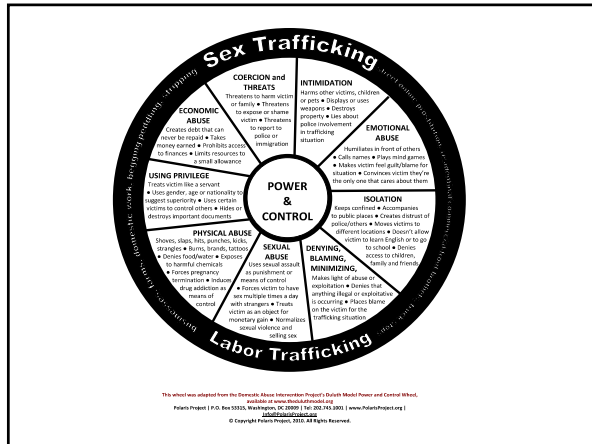 Sex Trafficking
COERCION and
THREATS
Threatens to harm victim
or family ● Threatens
to expose or shame
victim ● Threatens
to report to
police or
immigration
INTIMIDATION
Harms other victims, children
or pets ● Displays or uses
weapons ● Destroys
property ● Lies about
police involvement
in trafficking
situation
EMOTIONAL
ABUSE
Humiliates in front of others
● Calls names ● Plays mind games
● Makes victim feel guilt/blame for
situation ● Convinces victim they're
the only one that cares about them
ISOLATION
Keeps confined ● Accompanies
to public places ● Creates distrust of
police/others ● Moves victims to
different locations ● Doesn't allow
victim to learn English or to go
to school ● Denies
access to children,
family and friends
DENYING,
BLAMING,
MINIMIZING,
Makes light of abuse or
exploitation ● Denies that
anything illegal or exploitative
is occurring ● Places blame
on the victim for the
trafficking situation
SEXUAL
ABUSE
Uses sexual assault
as punishment or
means of control
● Forces victim to have
sex multiple times a day
with strangers ● Treats
victim as an object for
monetary gain ● Normalizes
sexual violence and
selling sex
PHYSICAL ABUSE
Shoves, slaps, hits, punches, kicks,
strangles ● Burns, brands, tattoos
● Denies food/water ● Exposes
to harmful chemicals
● Forces pregnancy
termination ● Induces
drug addiction as
means of
control
USING PRIVILEGE
Treats victim like a servant
● Uses gender, age or nationality to
suggest superiority ● Uses certain
victims to control others ● Hides or
destroys important documents
ECONOMIC
ABUSE
Creates debt that can
never be repaid ● Takes
money earned ● Prohibits access
to finances ● Limits resources to
a small allowance
POWER
&
CONTROL
Labor Trafficking
domestic work, begging/peddling,
This wheel was adapted from the Domestic Abuse Intervention Project's Duluth Model Power and Control Wheel,
available at www.theduluthmodel.org
Polaris Project | P.O. Box 53315, Washington, DC 20009 | Tel: 202.745.1001 | www.PolarisProject.org |
Info@PolarisProject.org
© Copyright Polaris Project, 2010. All Rights Reserved.